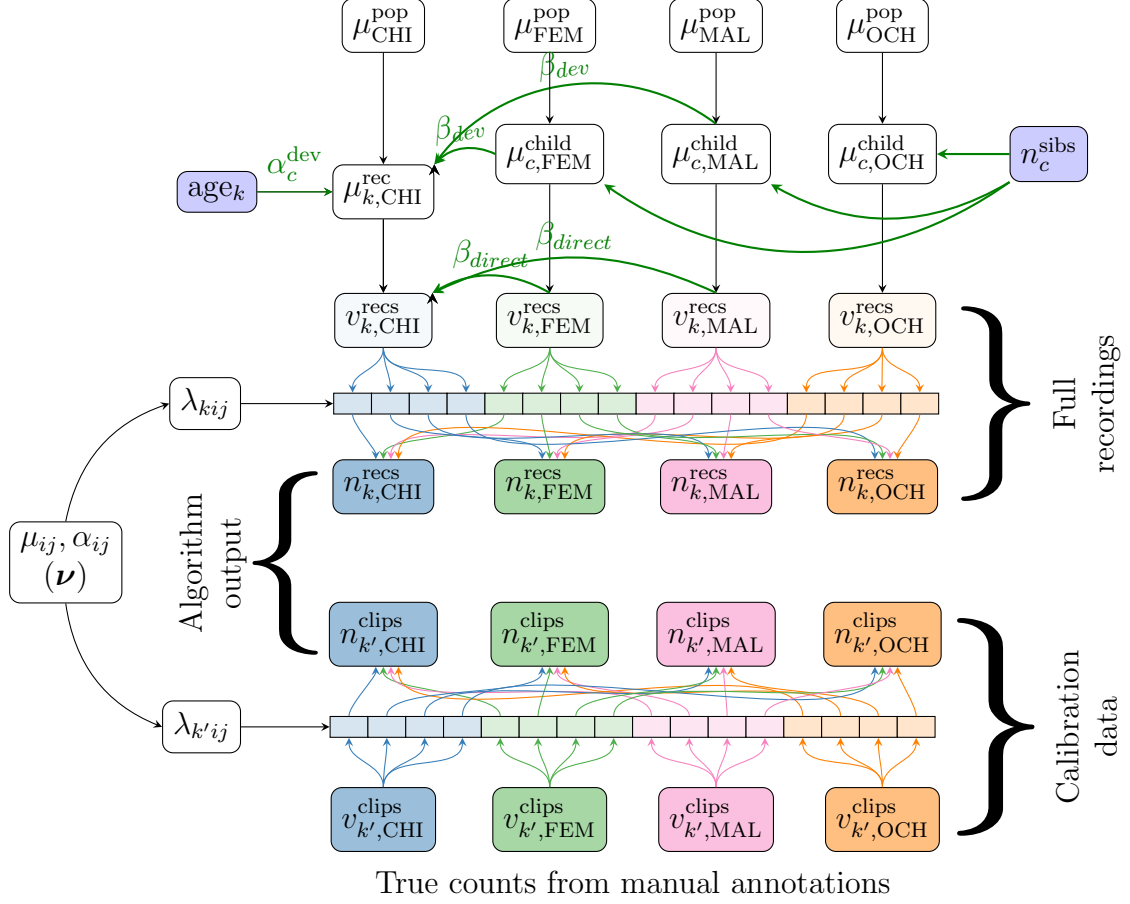 μ^pop_CHI μ^pop_FEM μ^pop_MAL μ^pop_OCH
β_dev
β_dev
μ^child_c,FEM μ^child_c,MAL μ^child_c,OCH n^sibs_c
age_k α^dev_c μ^rec_k,CHI
β_direct β_direct
v^recs_k,CHI v^recs_k,FEM v^recs_k,MAL v^recs_k,OCH
λ_kij
Full
recordings
n^recs_k,CHI n^recs_k,FEM n^recs_k,MAL n^recs_k,OCH
μ_ij, α_ij
(ν)
Algorithm
output
n^clips_k′,CHI n^clips_k′,FEM n^clips_k′,MAL n^clips_k′,OCH
λ_k′ij
Calibration
data
v^clips_k′,CHI v^clips_k′,FEM v^clips_k′,MAL v^clips_k′,OCH
True counts from manual annotations